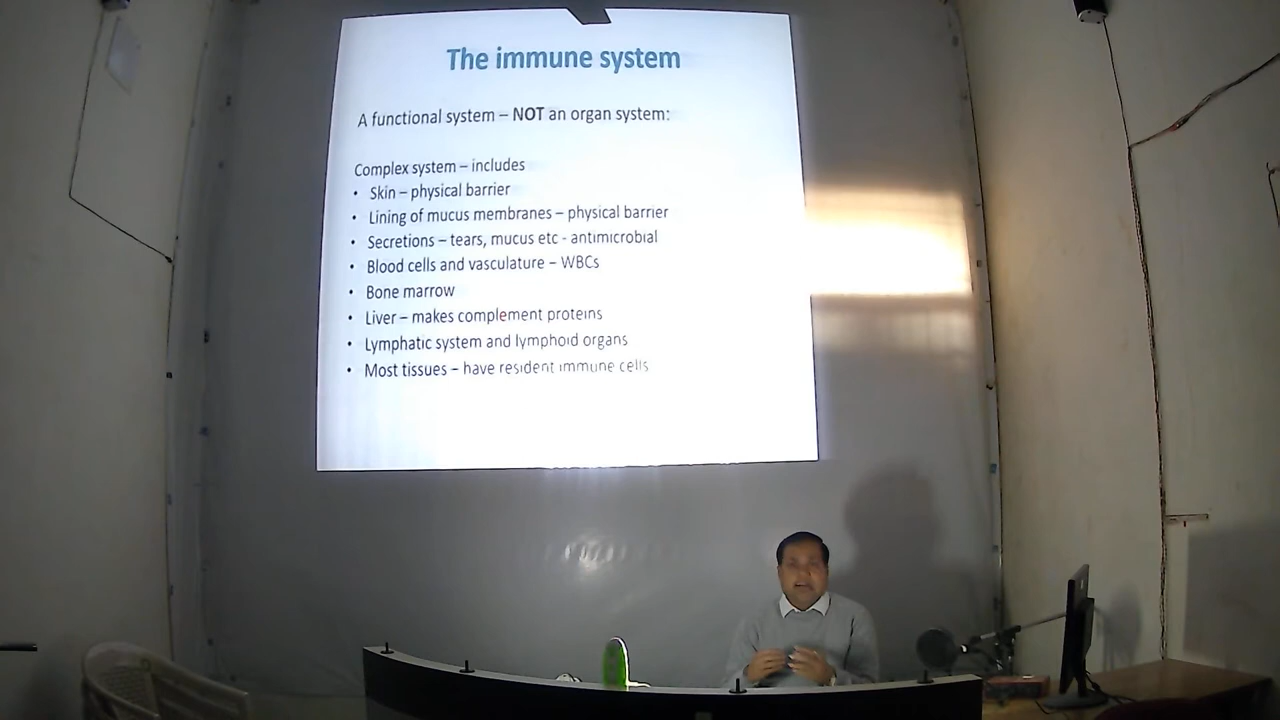 The immune system
A functional system – NOT an organ system:
Complex system – includes
• Skin – physical barrier
• Lining of mucus membranes – physical barrier
• Secretions – tears, mucus etc - antimicrobial
• Blood cells and vasculature – WBCs
• Bone marrow
• Liver – makes complement proteins
• Lymphatic system and lymphoid organs
• Most tissues – have resident immune cells